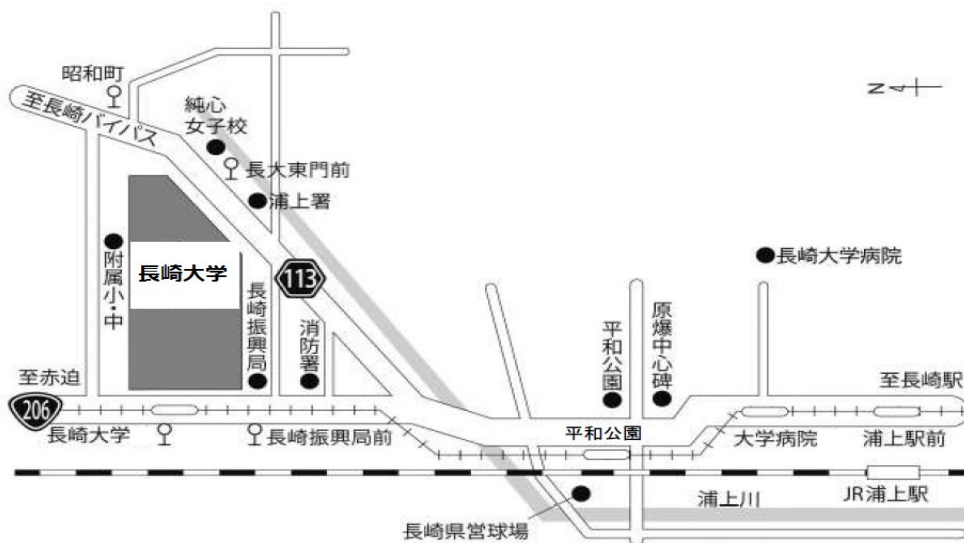 昭和町
至長崎バイパス
純心
女子校
長大東門前
浦上署
N
長崎大学
附属小・中
113
長崎振興局
消防署
長崎大学病院
平和公園
原爆中心碑
至赤迫
至長崎駅
206
長崎大学
長崎振興局前
平和公園
大学病院
浦上駅前
浦上川
JR浦上駅
長崎県営球場